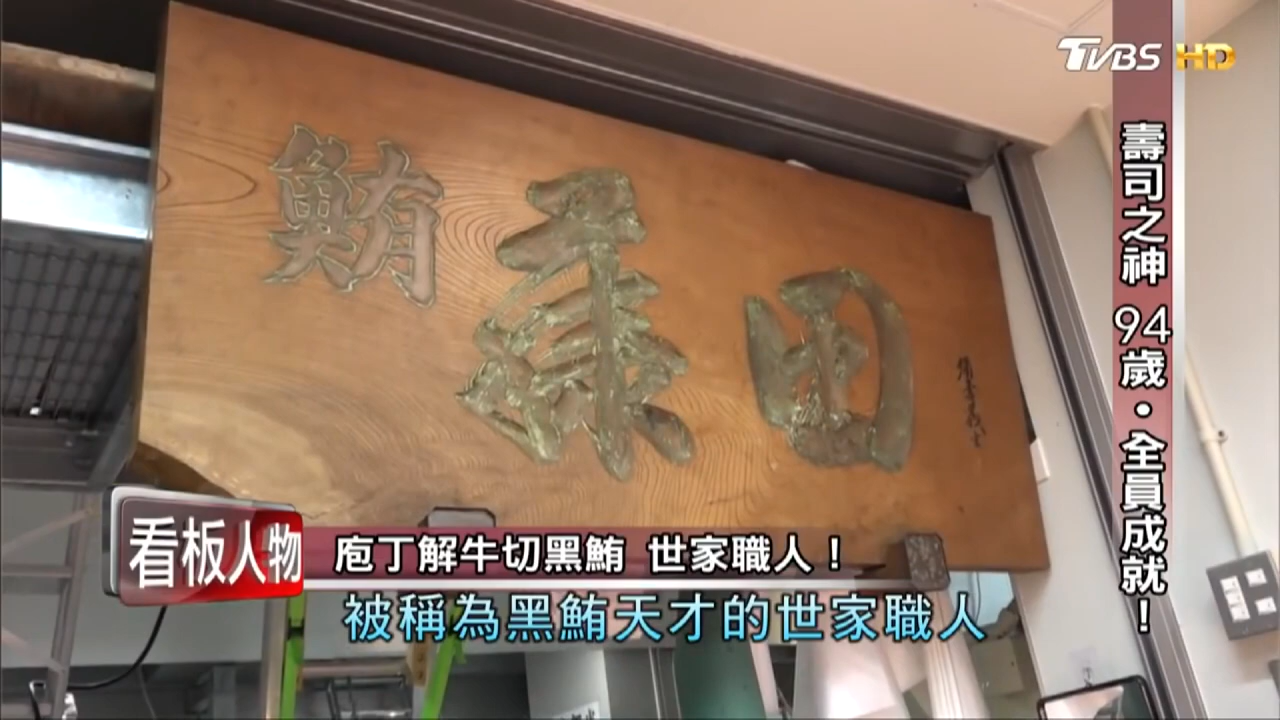 TVBS HD
壽司之神 94歲・全員成就！
鮪
田
看板人物
庖丁解牛切黑鮪 世家職人！
被稱為黑鮪天才的世家職人